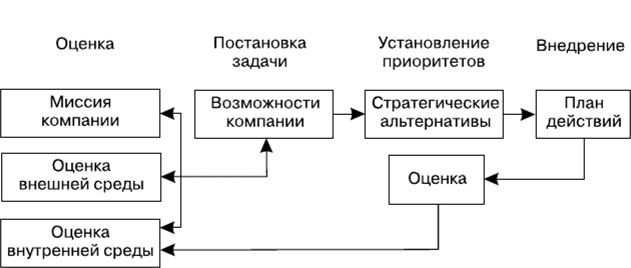 Оценка
Постановка
задачи
Установление
приоритетов
Внедрение
Миссия
компании
Возможности
компании
Стратегические
альтернативы
План
действий
Оценка
внешней среды
Оценка
Оценка
внутренней среды